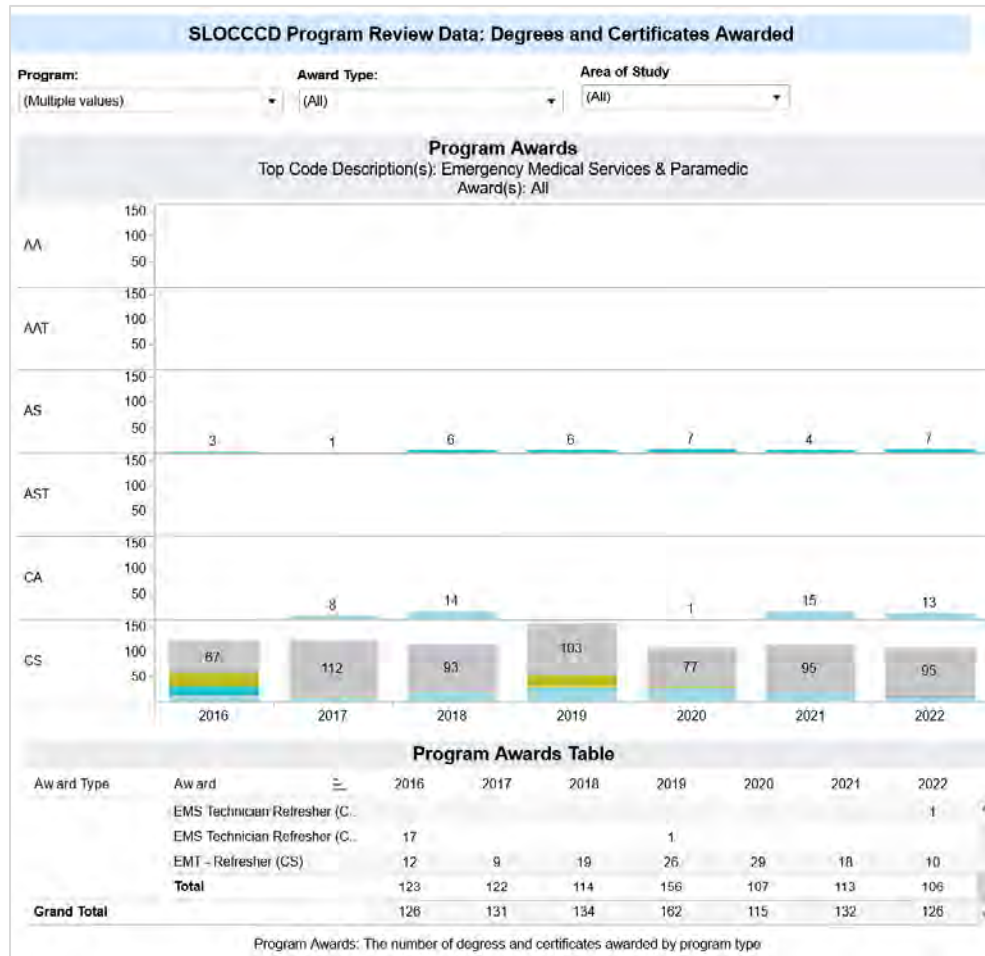 SLOCCCD Program Review Data: Degrees and Certificates Awarded
Program: Award Type: Area of Study
(Multiple values) (All) (All)
Program Awards
Top Code Description(s): Emergency Medical Services & Paramedic
Award(s): All
150
AA 100
50
150
AAT 100
50
150
AS 100
50
3 1 6 6 7 4 7
150
AST 100
50
150
CA 100
50
8 14 1 15 13
150
CS 100
50
67 112 93 103 77 95 95
2016 2017 2018 2019 2020 2021 2022
Program Awards Table
Award Type Award 2016 2017 2018 2019 2020 2021 2022
EMS Technician Refresher (C.. 1
EMS Technician Refresher (C.. 17 1
EMT - Refresher (CS) 12 9 19 26 29 18 10
Total 123 122 114 156 107 113 106
Grand Total 126 131 134 162 115 132 126
Program Awards: The number of degress and certificates awarded by program type